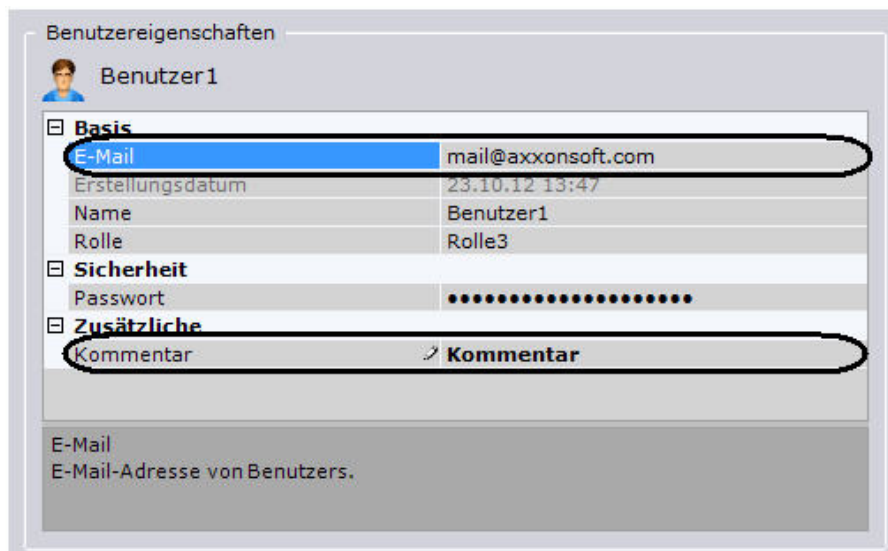 Benutzereigenschaften
Benutzer1
Basis
E-Mail mail@axxonsoft.com
Erstellungsdatum 23.10.12 13:47
Name Benutzer1
Rolle Rolle3
Sicherheit
Passwort ●●●●●●●●●●●●●●●●●●●●
Zusätzliche
Kommentar Kommentar
E-Mail
E-Mail-Adresse von Benutzers.